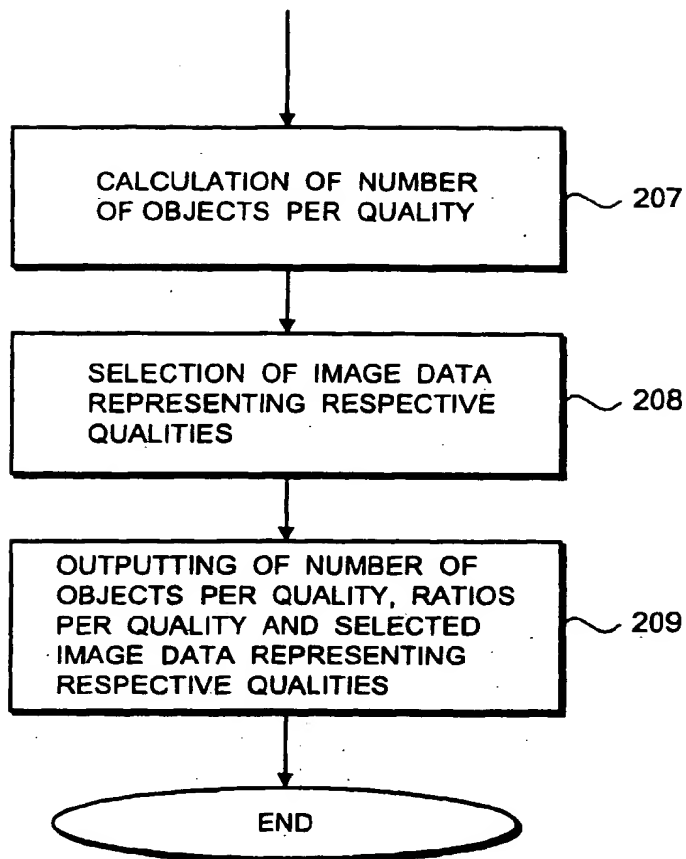 CALCULATION OF NUMBER
OF OBJECTS PER QUALITY
207
SELECTION OF IMAGE DATA
REPRESENTING RESPECTIVE
QUALITIES
208
OUTPUTTING OF NUMBER OF
OBJECTS PER QUALITY, RATIOS
PER QUALITY AND SELECTED
IMAGE DATA REPRESENTING
RESPECTIVE QUALITIES
209
END